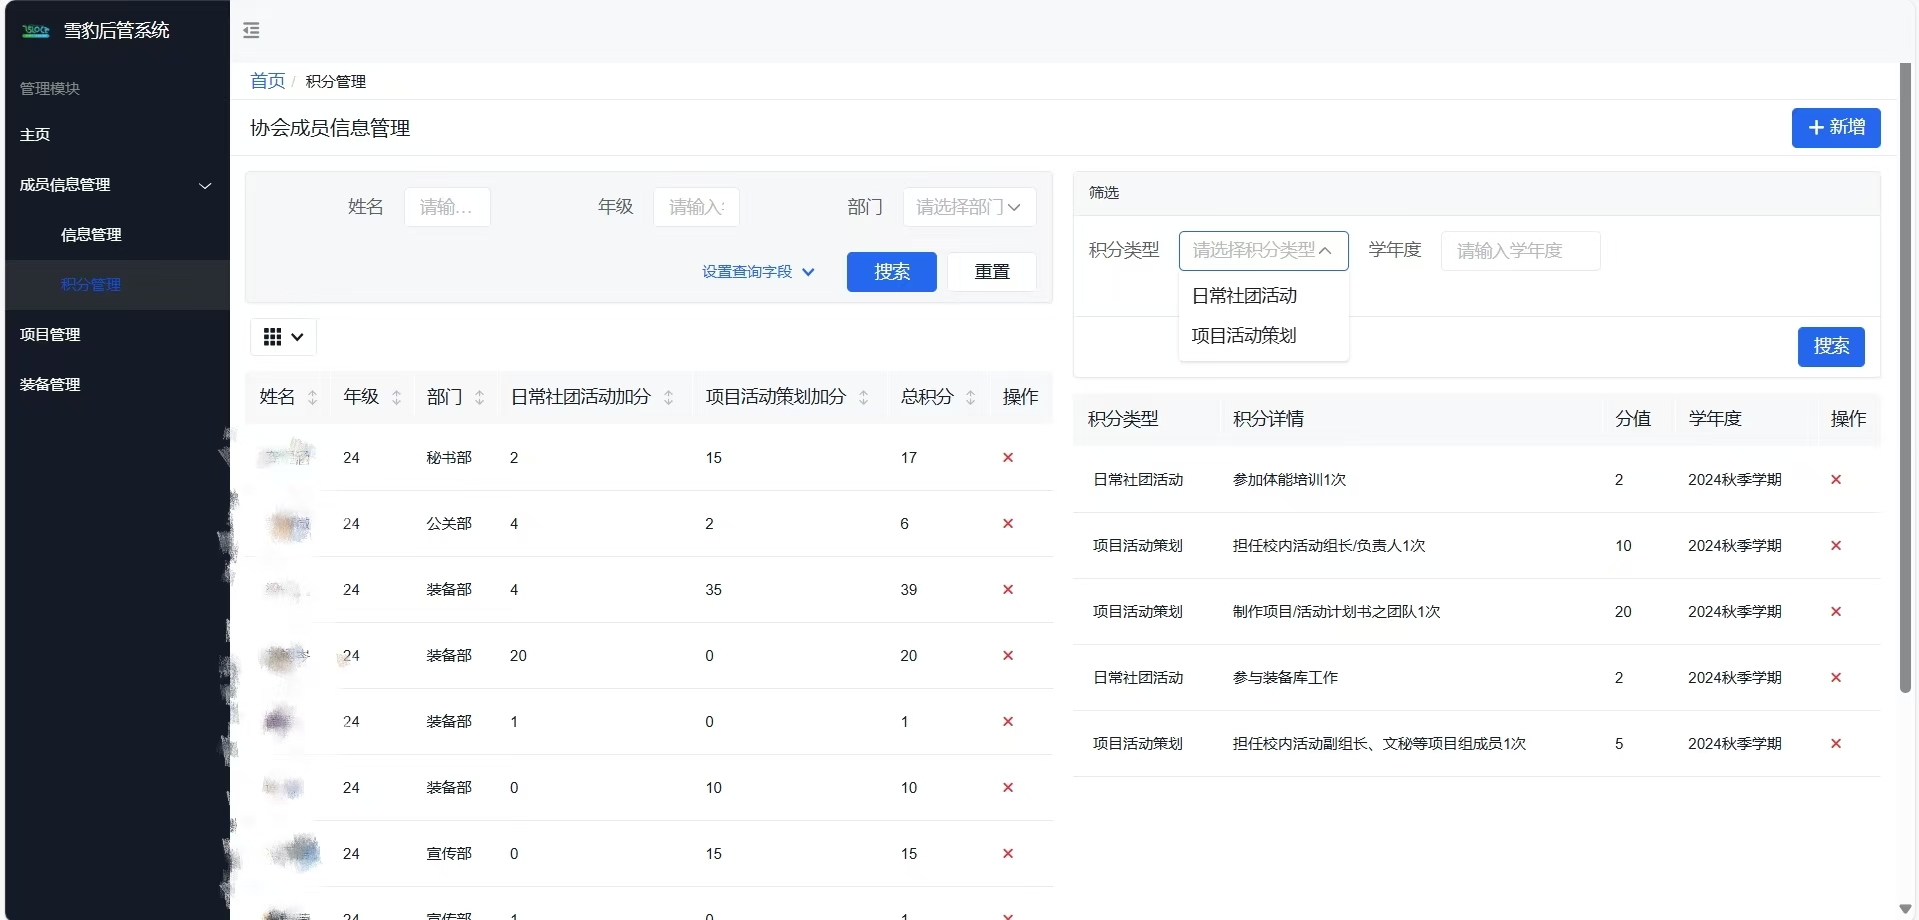 雪豹后管系统
管理模块
主页
成员信息管理
信息管理
积分管理
项目管理
装备管理
首页 / 积分管理
协会成员信息管理
新增
姓名 请输... 年级 请输入 部门 请选择部门
设置查询字段 搜索 重置
姓名 年级 部门 日常社团活动加分 项目活动策划加分 总积分 操作
24 秘书部 2 15 17
24 公关部 4 2 6
24 装备部 4 35 39
24 装备部 20 0 20
24 装备部 1 0 1
24 装备部 0 10 10
24 宣传部 0 15 15
24 宣传部 1 0 1
筛选
积分类型 请选择积分类型 学年度 请输入学年度
日常社团活动
项目活动策划
搜索
积分类型 积分详情 分值 学年度 操作
日常社团活动 参加体能培训1次 2 2024秋季学期
项目活动策划 担任校内活动组长/负责人1次 10 2024秋季学期
项目活动策划 制作项目/活动计划书之团队1次 20 2024秋季学期
日常社团活动 参与装备库工作 2 2024秋季学期
项目活动策划 担任校内活动副组长、文秘等项目组成员1次 5 2024秋季学期